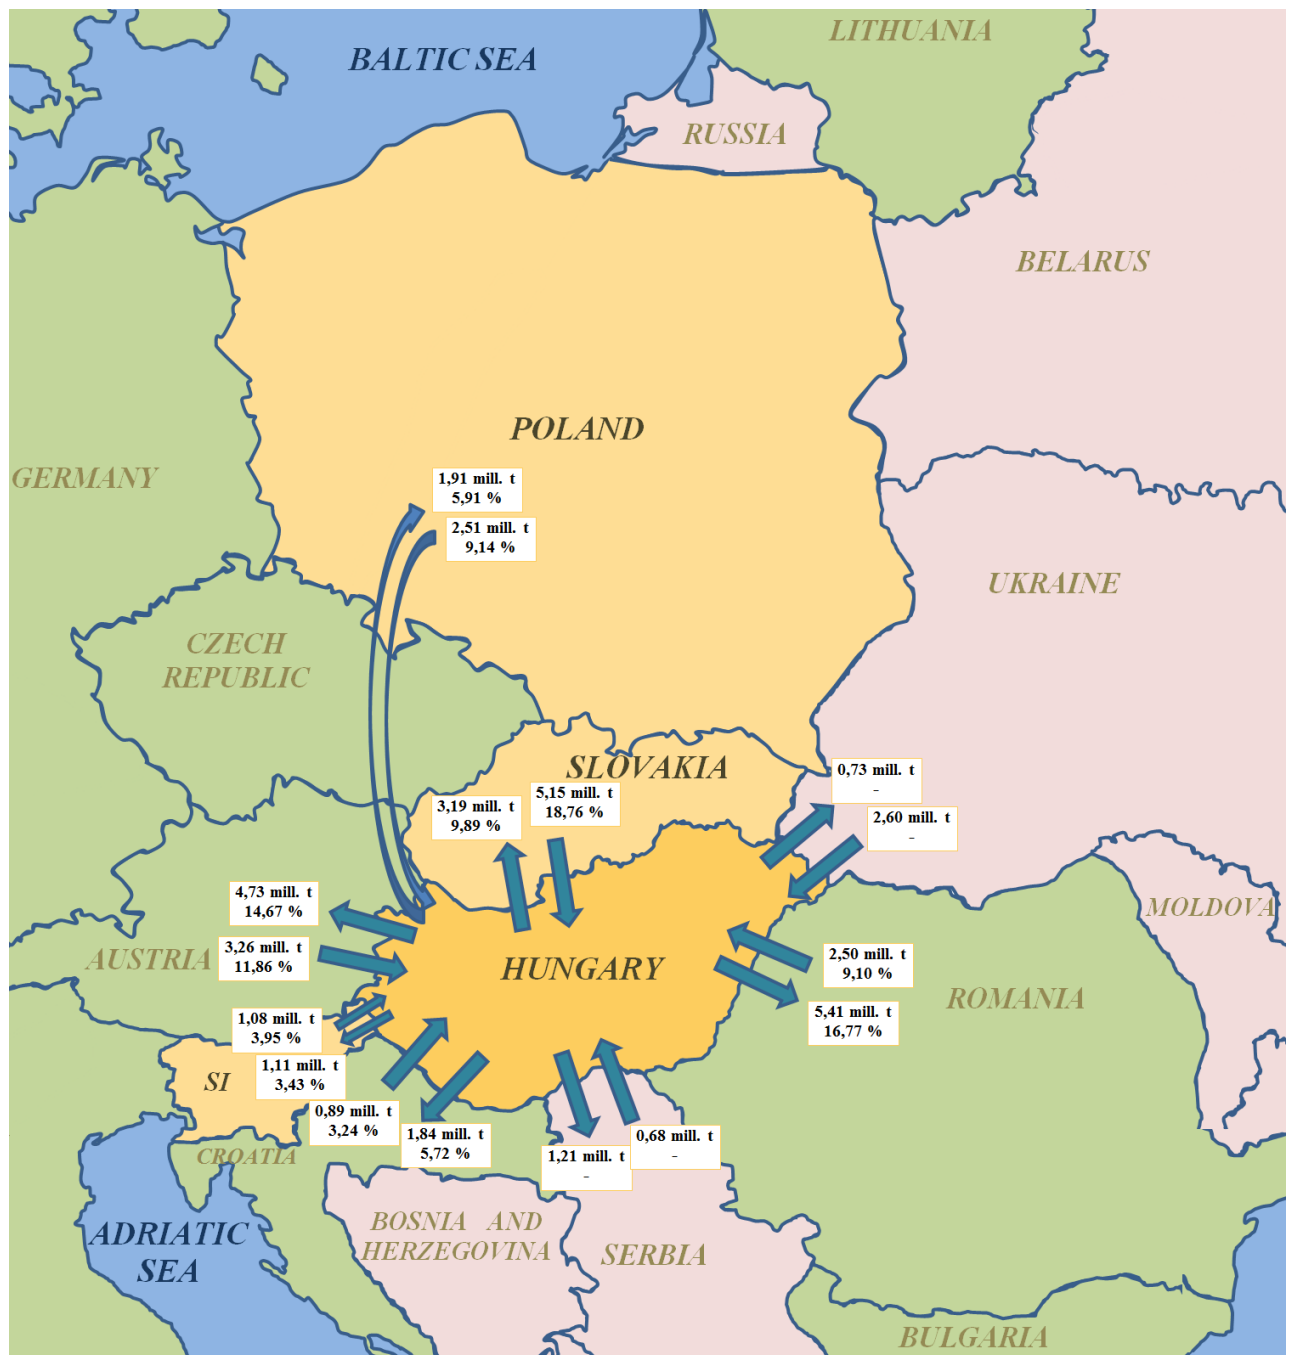 BALTIC SEA
LITHUANIA
RUSSIA
BELARUS
POLAND
GERMANY
1,91 mill. t
5,91 %
2,51 mill. t
9,14 %
UKRAINE
CZECH
REPUBLIC
SLOVAKIA
0,73 mill. t
-
3,19 mill. t
9,89 %
5,15 mill. t
18,76 %
2,60 mill. t
-
4,73 mill. t
14,67 %
MOLDOVA
3,26 mill. t
11,86 %
AUSTRIA
HUNGARY
2,50 mill. t
9,10 %
ROMANIA
5,41 mill. t
16,77 %
1,08 mill. t
3,95 %
1,11 mill. t
3,43 %
SI
0,89 mill. t
3,24 %
1,84 mill. t
5,72 %
0,68 mill. t
-
1,21 mill. t
-
CROATIA
ADRIATIC
SEA
BOSNIA AND
HERZEGOVINA
SERBIA
BULGARIA